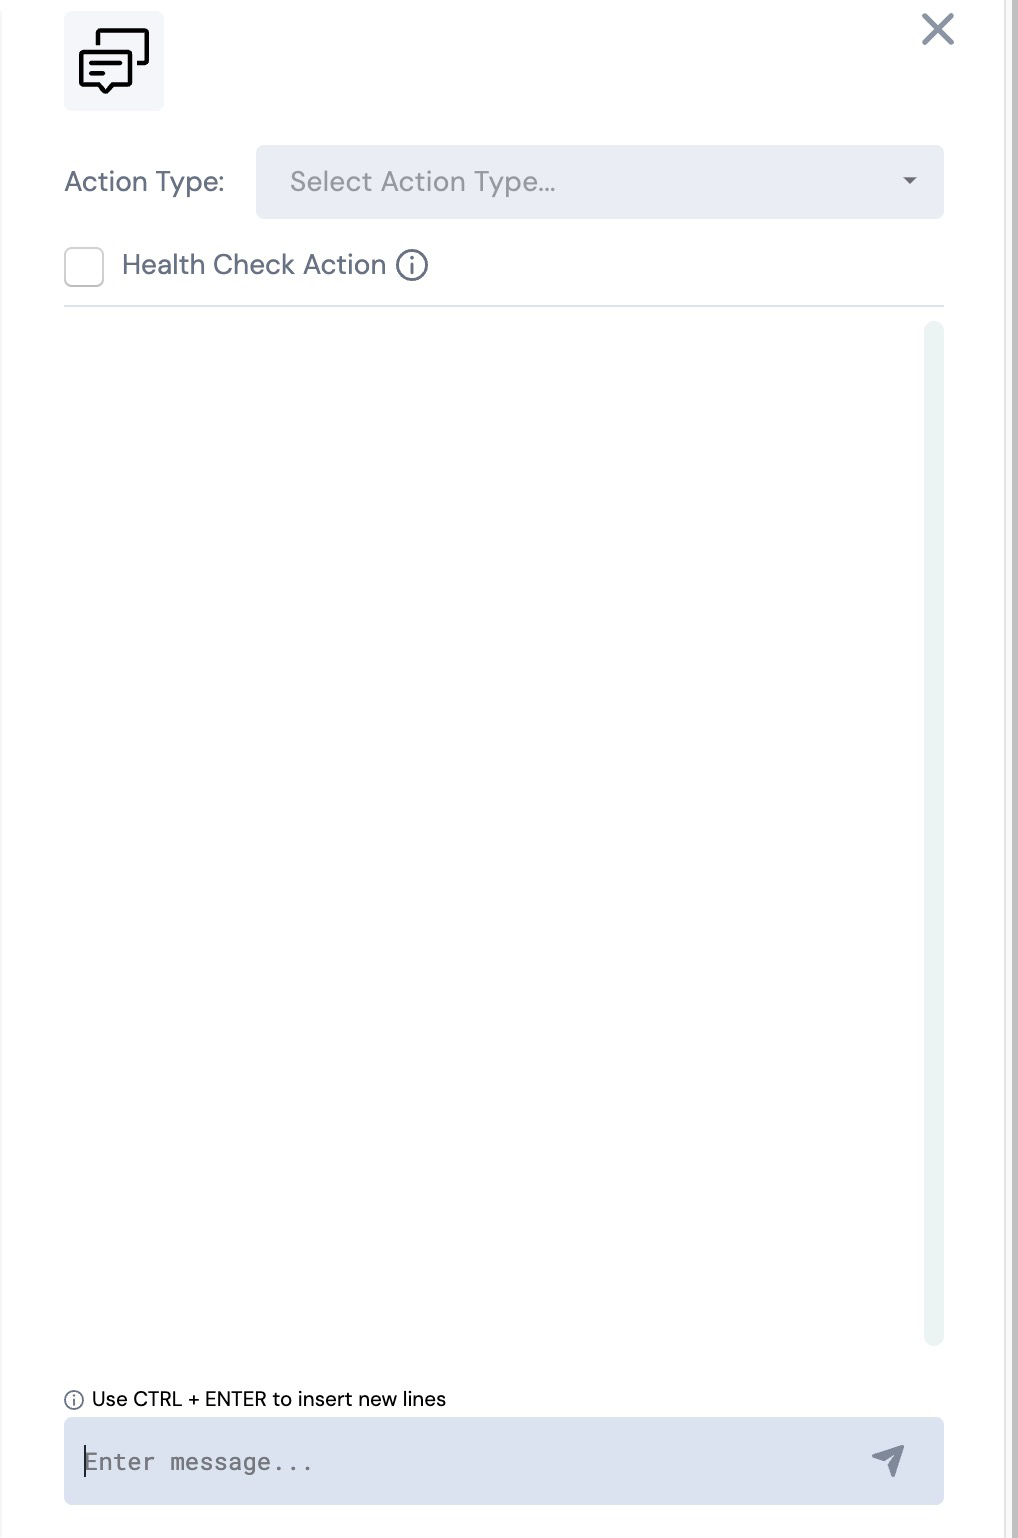 Action Type:
Select Action Type...
Health Check Action
Use CTRL + ENTER to insert new lines
Enter message...